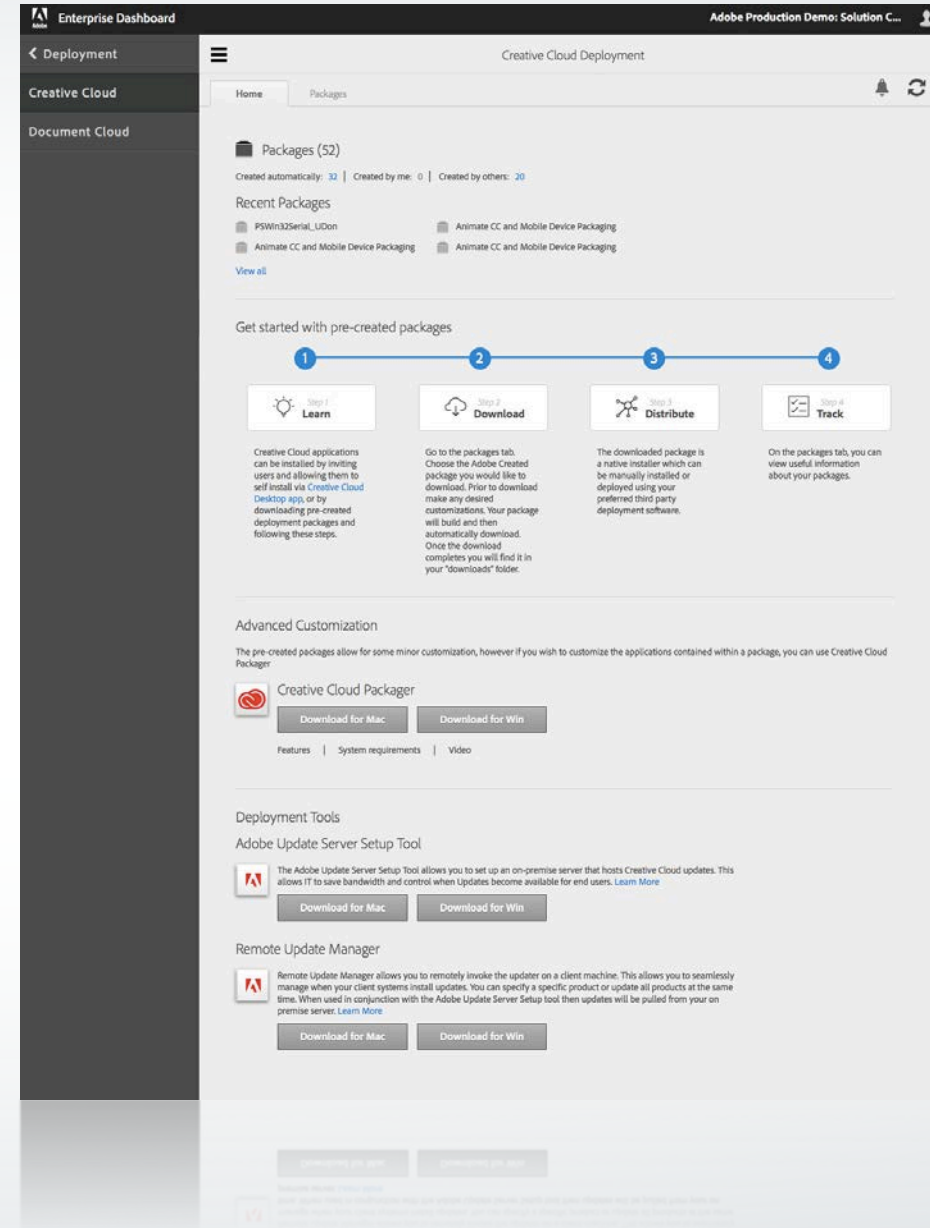 Adobe
Enterprise Dashboard
Adobe Production Demo: Solution C...
Deployment
Creative Cloud Deployment
Creative Cloud
Home
Packages
Document Cloud
Packages (52)
Created automatically: 32 | Created by me: 0 | Created by others: 20
Recent Packages
PSWin32Serial_UDon
Animate CC and Mobile Device Packaging
Animate CC and Mobile Device Packaging
Animate CC and Mobile Device Packaging
View all
Get started with pre-created packages
1
2
3
4
Step 1
Learn
Step 2
Download
Step 3
Distribute
Step 4
Track
Creative Cloud applications
can be installed by inviting
users and allowing them to
self install via Creative Cloud
Desktop app, or by
downloading pre-created
deployment packages and
following these steps.
Go to the packages tab.
Choose the Adobe Created
package you would like to
download. Prior to download
make any desired
customizations. Your package
will build and then
automatically download.
Once the download
completes you will find it in
your "downloads" folder.
The downloaded package is
a native installer which can
be manually installed or
deployed using your
preferred third party
deployment software.
On the packages tab, you can
view useful information
about your packages.
Advanced Customization
The pre-created packages allow for some minor customization, however if you wish to customize the applications contained within a package, you can use Creative Cloud
Packager
Creative Cloud Packager
Download for Mac
Download for Win
Features | System requirements | Video
Deployment Tools
Adobe Update Server Setup Tool
The Adobe Update Server Setup Tool allows you to set up an on-premise server that hosts Creative Cloud updates. This
allows IT to save bandwidth and control when Updates become available for end users. Learn More
Download for Mac
Download for Win
Remote Update Manager
Remote Update Manager allows you to remotely invoke the updater on a client machine. This allows you to seamlessly
manage when your client systems install updates. You can specify a specific product or update all products at the same
time. When used in conjunction with the Adobe Update Server Setup tool then updates will be pulled from your on
premise server. Learn More
Download for Mac
Download for Win